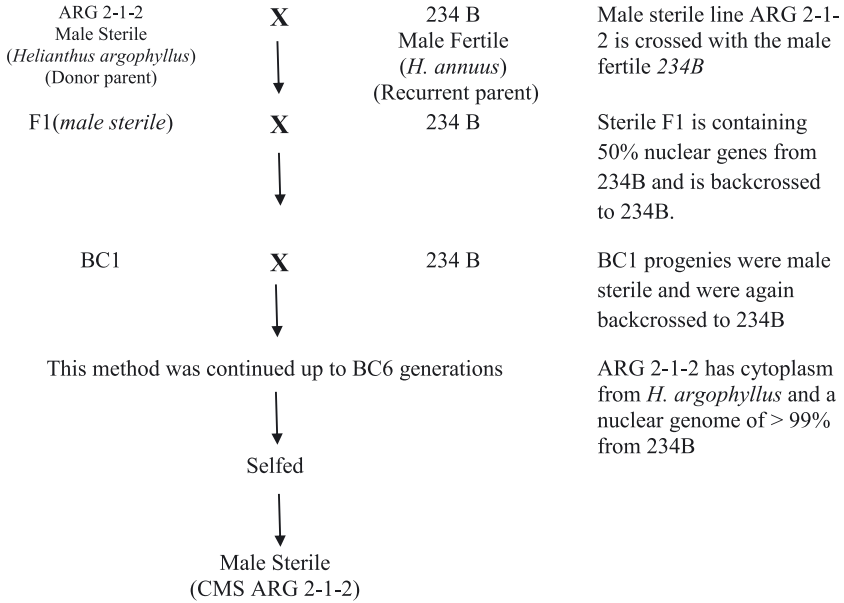 ARG 2-1-2
Male Sterile
(Helianthus argophyllus)
(Donor parent)
X
234 B
Male Fertile
(H. annuus)
(Recurrent parent)
Male sterile line ARG 2-1-
2 is crossed with the male
fertile 234B
F1(male sterile)
X
234 B
Sterile F1 is containing
50% nuclear genes from
234B and is backcrossed
to 234B.
BC1
X
234 B
BC1 progenies were male
sterile and were again
backcrossed to 234B
This method was continued up to BC6 generations
ARG 2-1-2 has cytoplasm
from H. argophyllus and a
nuclear genome of > 99%
from 234B
Selfed
Male Sterile
(CMS ARG 2-1-2)